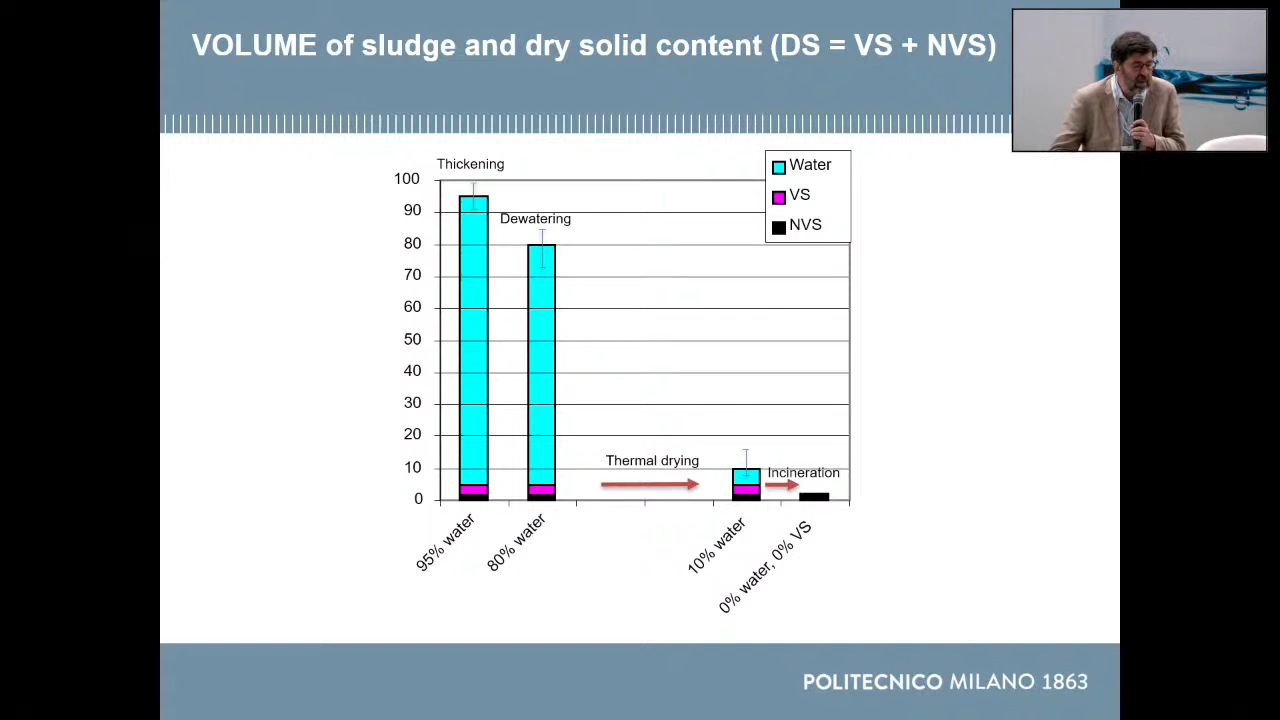 VOLUME of sludge and dry solid content (DS = VS + NVS)
Thickening
Water
VS
NVS
Dewatering
100
90
80
70
60
50
40
30
20
10
0
Thermal drying
Incineration
95% water
80% water
10% water
0% water, 0% VS
POLITECNICO MILANO 1863